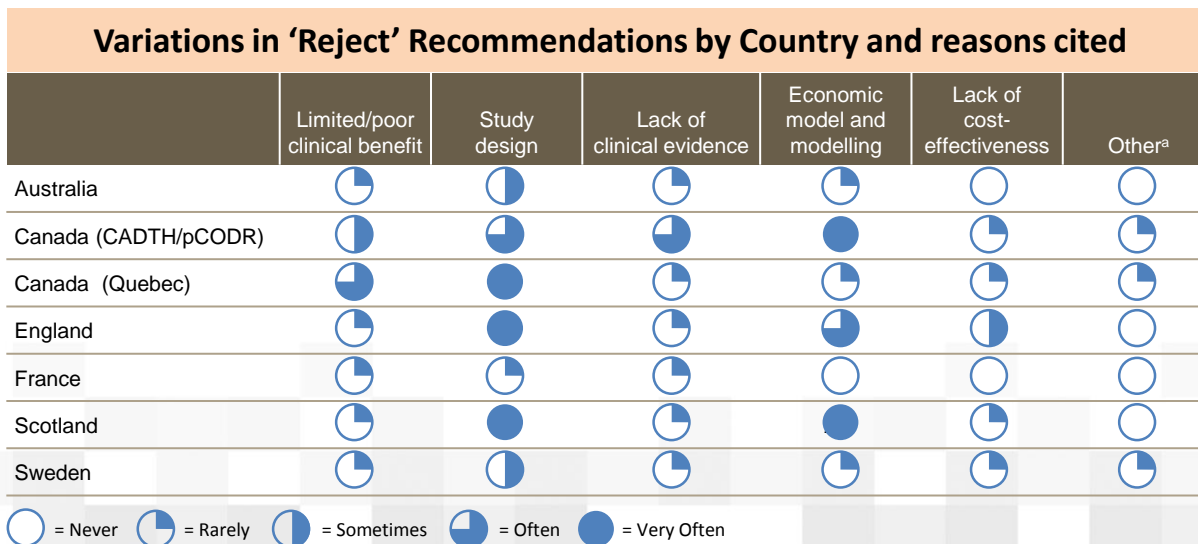 Variations in ‘Reject’ Recommendations by Country and reasons cited
Limited/poor
clinical benefit
Study
design
Lack of
clinical evidence
Economic
model and
modelling
Lack of
cost-
effectiveness
Otherᵃ
Australia
Canada (CADTH/pCODR)
Canada (Quebec)
England
France
Scotland
Sweden
= Never = Rarely = Sometimes = Often = Very Often